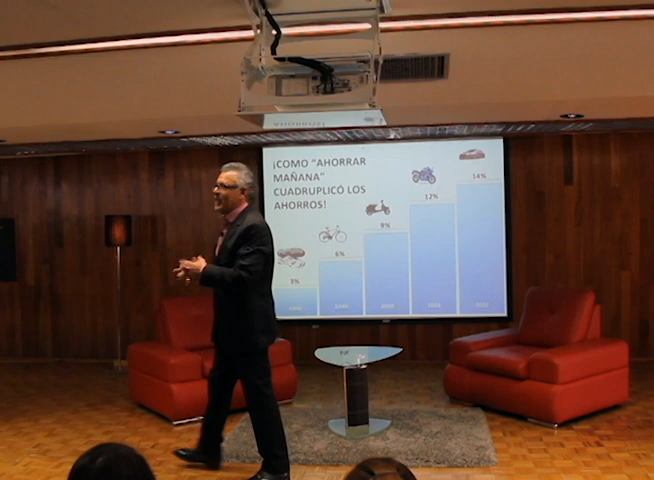 ¡COMO "AHORRAR
MAÑANA"
CUADRUPLICÓ LOS
AHORROS!
3%
6%
9%
12%
14%